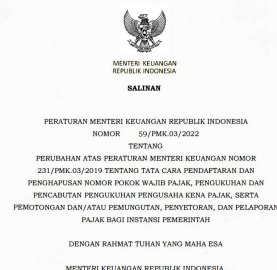 MENTERI KEUANGAN
REPUBLIK INDONESIA
SALINAN
PERATURAN MENTERI KEUANGAN REPUBLIK INDONESIA
NOMOR 59/PMK.03/2022
TENTANG
PERUBAHAN ATAS PERATURAN MENTERI KEUANGAN NOMOR
231/PMK.03/2019 TENTANG TATA CARA PENDAFTARAN DAN
PENGHAPUSAN NOMOR POKOK WAJIB PAJAK, PENGUKUHAN DAN
PENCABUTAN PENGUKUHAN PENGUSAHA KENA PAJAK, SERTA
PEMOTONGAN DAN/ATAU PEMUNGUTAN, PENYETORAN, DAN PELAPORAN
PAJAK BAGI INSTANSI PEMERINTAH
DENGAN RAHMAT TUHAN YANG MAHA ESA
MENTERI KEUANGAN REPUBLIK INDONESIA